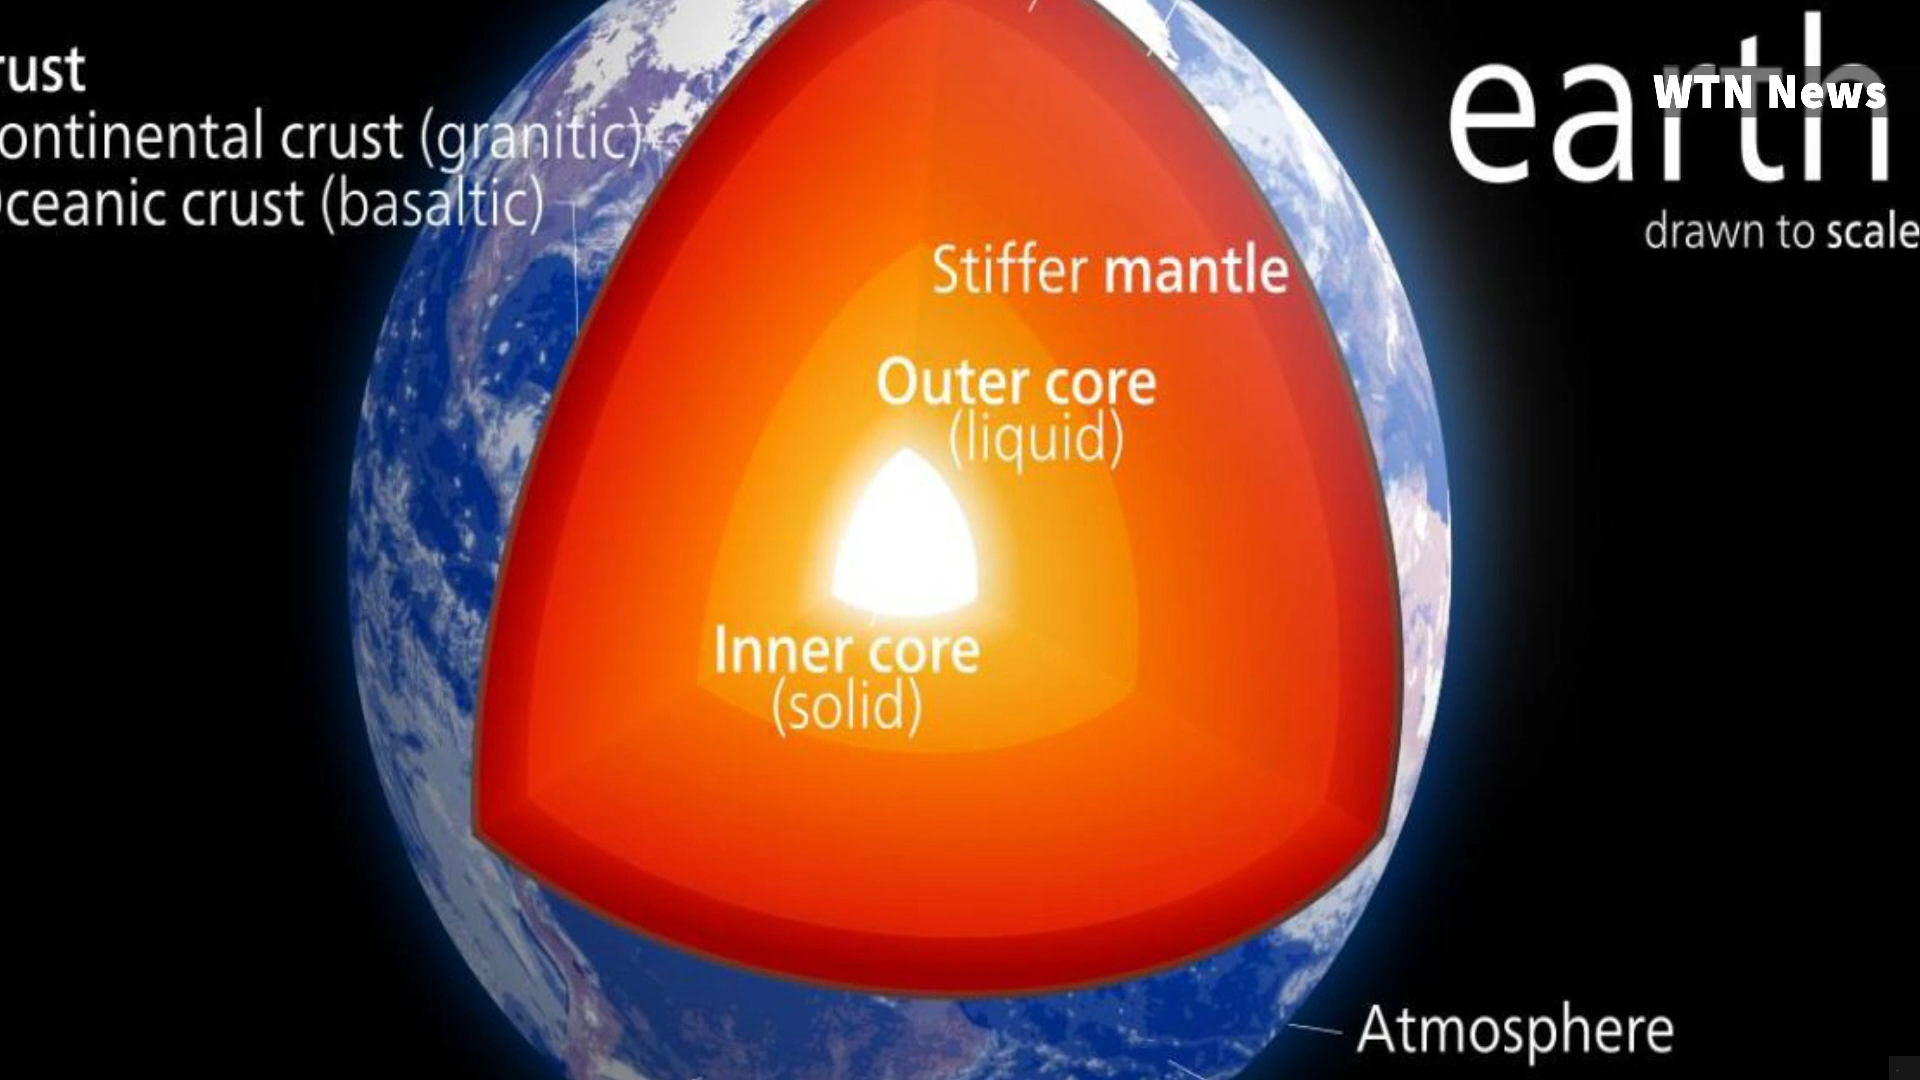 rust
ontinental crust (granitic)
ceanic crust (basaltic)
earth
WTN News
drawn to scale
Stiffer mantle
Outer core
(liquid)
Inner core
(solid)
Atmosphere